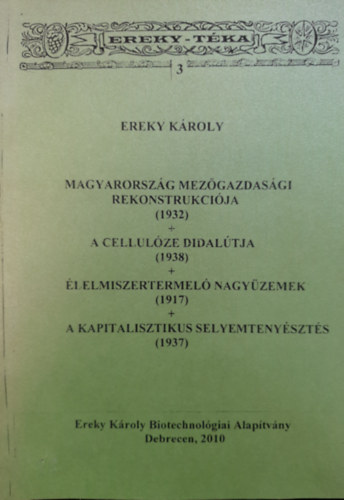 EREKY-TÉKA
3
EREKY KÁROLY
MAGYARORSZÁG MEZŐGAZDASÁGI
REKONSTRUKCIÓJA
(1932)
+
A CELLULÓZE DIDALÚTJA
(1938)
+
ÉLELMISZERTERMELŐ NAGYÜZEMEK
(1917)
+
A KAPITALISZTIKUS SELYEMTENYÉSZTÉS
(1937)
Ereky Károly Biotechnológiai Alapítvány
Debrecen, 2010